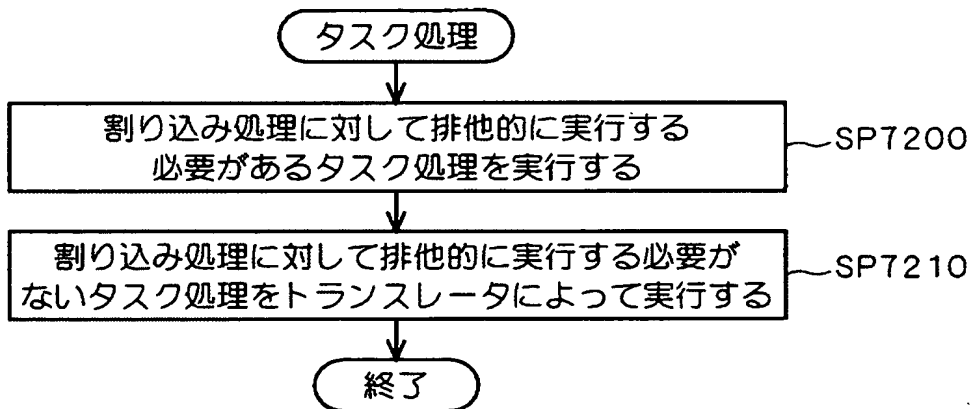 タスク処理
割り込み処理に対して排他的に実行する
必要があるタスク処理を実行する
SP7200
割り込み処理に対して排他的に実行する必要が
ないタスク処理をトランスレータによって実行する
SP7210
終了